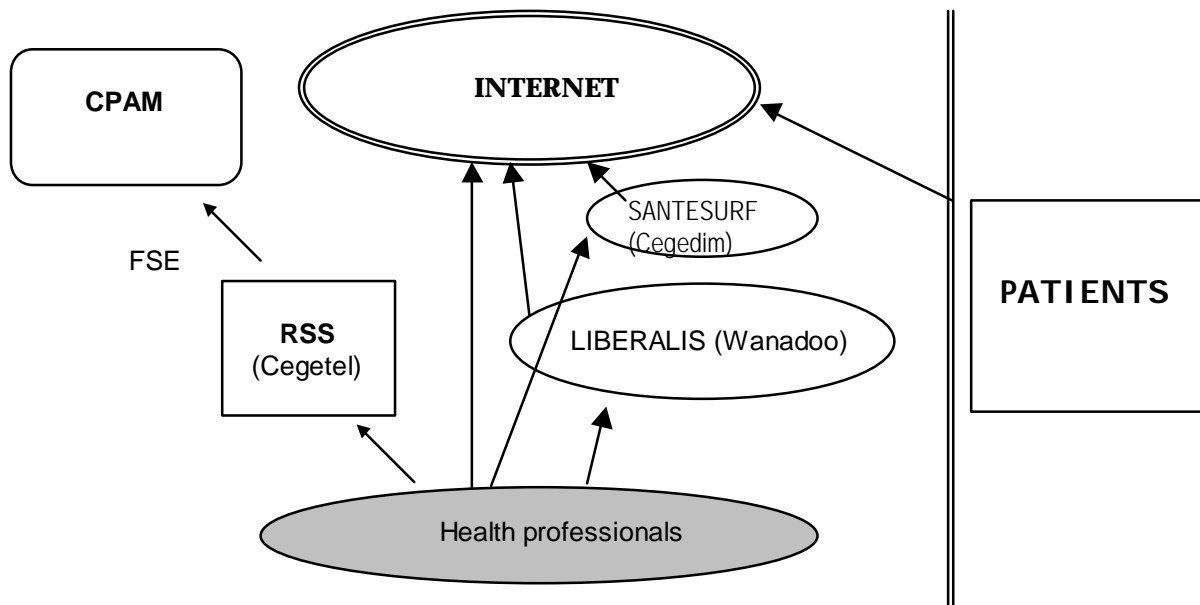 CPAM
INTERNET
SANTESURF
(Cegedim)
FSE
PATIENTS
RSS
(Cegetel)
LIBERALIS (Wanadoo)
Health professionals